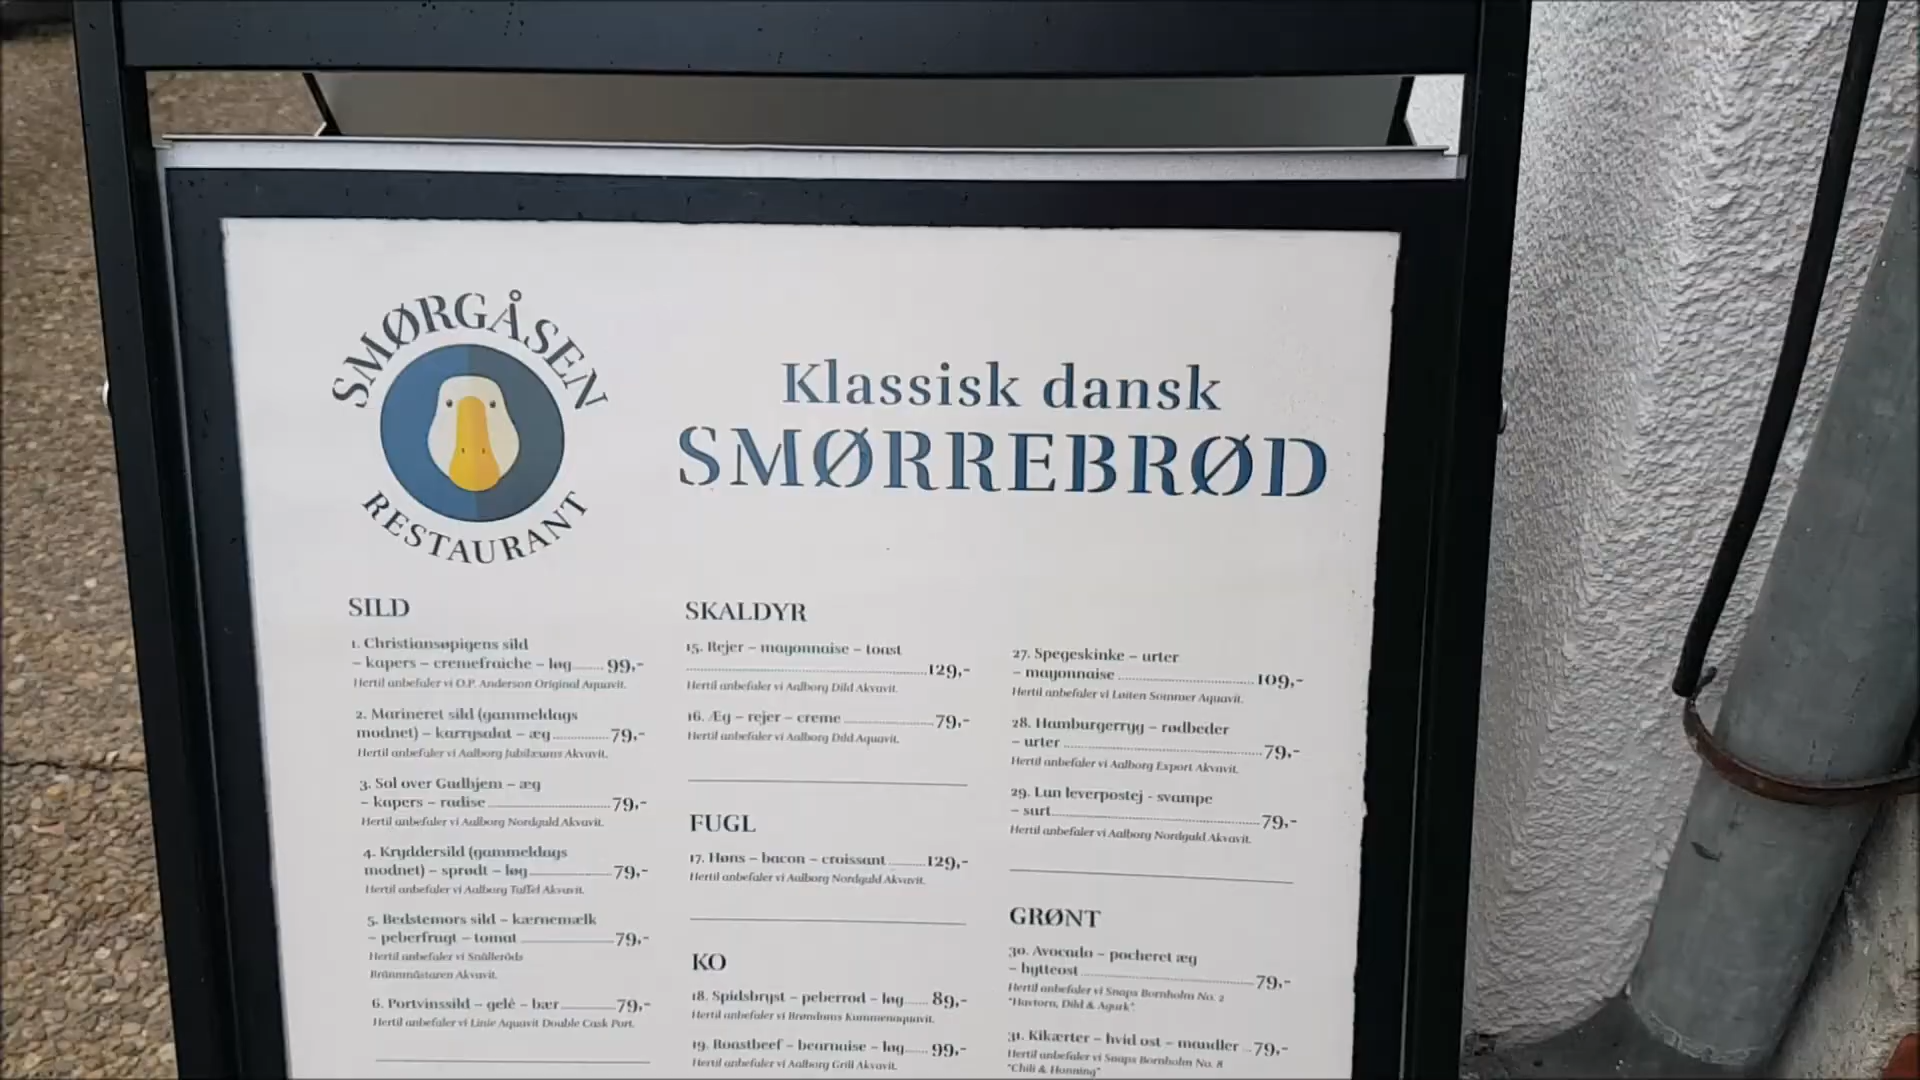 SMØRGÅSEN
RESTAURANT
Klassisk dansk
SMØRREBRØD
SILD
1. Christiansøpigens sild
– kapers – cremefraiche – løg ...... 99,-
Hertil anbefaler vi O.P. Anderson Original Aquavit.
2. Marineret sild (gammeldags
modnet) – karrysalat – æg ...... 79,-
Hertil anbefaler vi Aalborg Jubilæums Akvavit.
3. Sol over Gudhjem – æg
– kapers – radise ...... 79,-
Hertil anbefaler vi Aalborg Nordguld Akvavit.
4. Kryddersild (gammeldags
modnet) – sprødt – løg ...... 79,-
Hertil anbefaler vi Aalborg Taffel Akvavit.
5. Bedstemors sild – kærnemælk
– peberfrugt – tomat ...... 79,-
Hertil anbefaler vi Snälleröds
Brännmästaren Akvavit.
6. Portvinssild – gelé – bær ...... 79,-
Hertil anbefaler vi Linie Aquavit Double Cask Port.
SKALDYR
15. Rejer – mayonnaise – toast
...... 129,-
Hertil anbefaler vi Aalborg Dild Akvavit.
16. Æg – rejer – creme ...... 79,-
Hertil anbefaler vi Aalborg Dild Aquavit.
FUGL
17. Høns – bacon – croissant ...... 129,-
Hertil anbefaler vi Aalborg Nordguld Akvavit.
KO
18. Spidsbryst – peberrod – løg ...... 89,-
Hertil anbefaler vi Brøndums Kummenaquavit.
19. Roastbeef – bearnaise – løg ...... 99,-
Hertil anbefaler vi Aalborg Grill Akvavit.
27. Spegeskinke – urter
– mayonnaise ...... 109,-
Hertil anbefaler vi Løiten Sommer Aquavit.
28. Hamburgerryg – rødbeder
– urter ...... 79,-
Hertil anbefaler vi Aalborg Export Akvavit.
29. Lun leverpostej - svampe
– surt ...... 79,-
Hertil anbefaler vi Aalborg Nordguld Akvavit.
GRØNT
30. Avocado – pocheret æg
– hytteost ...... 79,-
Hertil anbefaler vi Snaps Bornholm No. 2
"Havtorn, Dild & Agurk".
31. Kikærter – hvid ost – mandler ... 79,-
Hertil anbefaler vi Snaps Bornholm No. 8
"Chili & Honning"